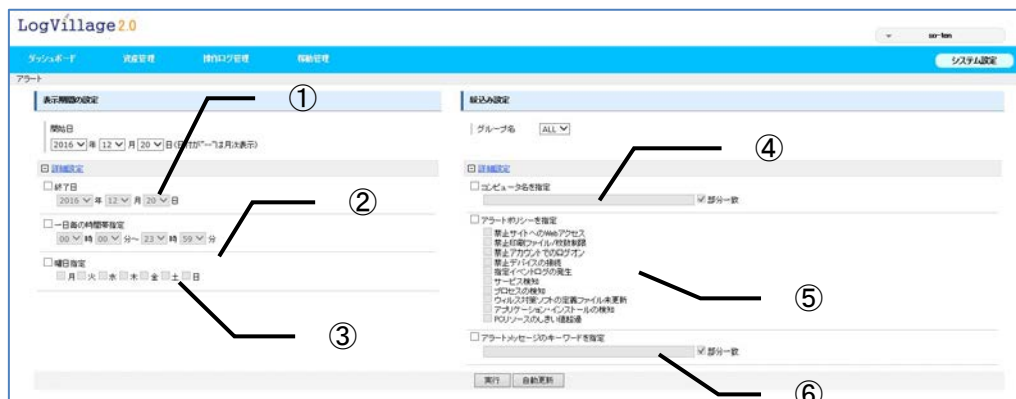 LogVillage 2.0
so-ten
ダッシュボード 資産管理 操作ログ管理 稼動管理 システム設定
アラート
表示期間の設定
①
開始日
2016 年 12 月 20 日(日付が"--"は月次表示)
詳細設定
終了日
2016 年 12 月 20 日
②
一日毎の時間帯指定
00 時 00 分～ 23 時 59 分
曜日指定
月 火 水 木 金 土 日
③
絞込み設定
グループ名 ALL
④
詳細設定
コンピュータ名を指定
部分一致
アラートポリシーを指定
禁止サイトへのWebアクセス
禁止印刷ファイル/枚数制限
禁止アカウントでのログオン
禁止デバイスの接続
指定イベントログの発生
サービス検知
プロセスの検知
ウィルス対策ソフトの定義ファイル未更新
アプリケーション・インストールの検知
PCリソースのしきい値超過
⑤
アラートメッセージのキーワードを指定
部分一致
実行 自動更新
⑥